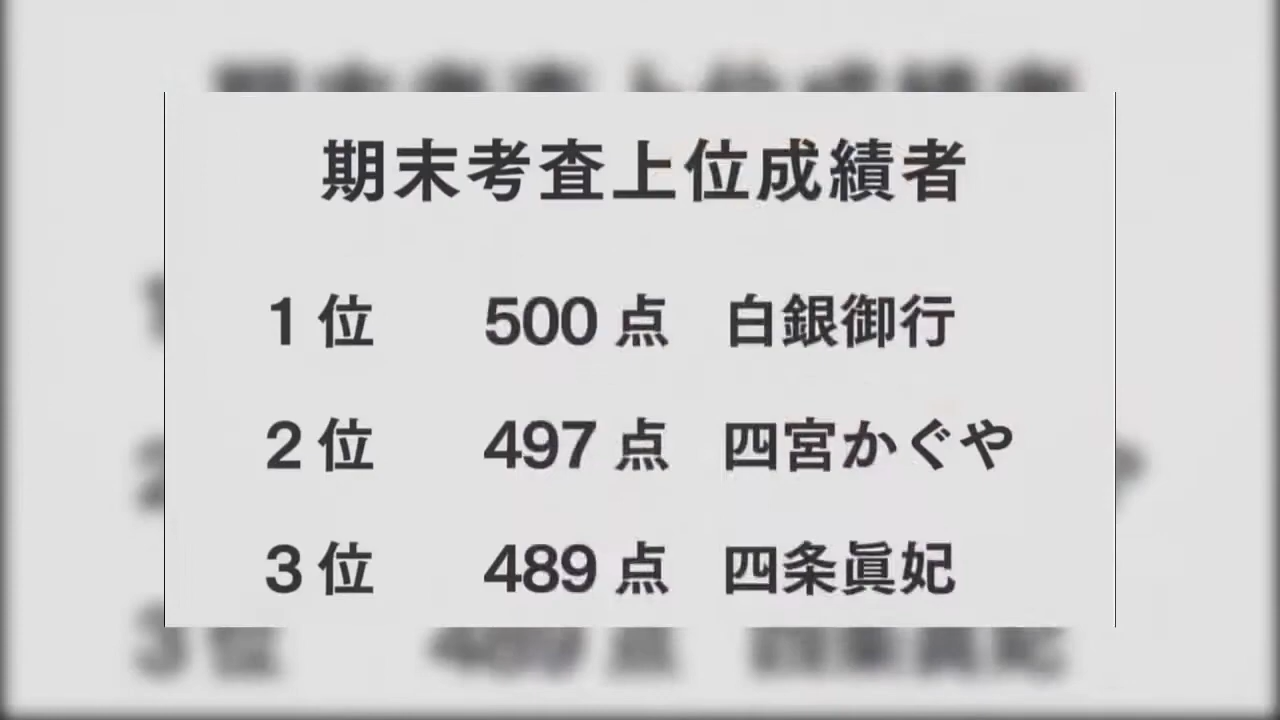 期末考査上位成績者
1位 500点 白銀御行
2位 497点 四宮かぐや
3位 489点 四条眞妃